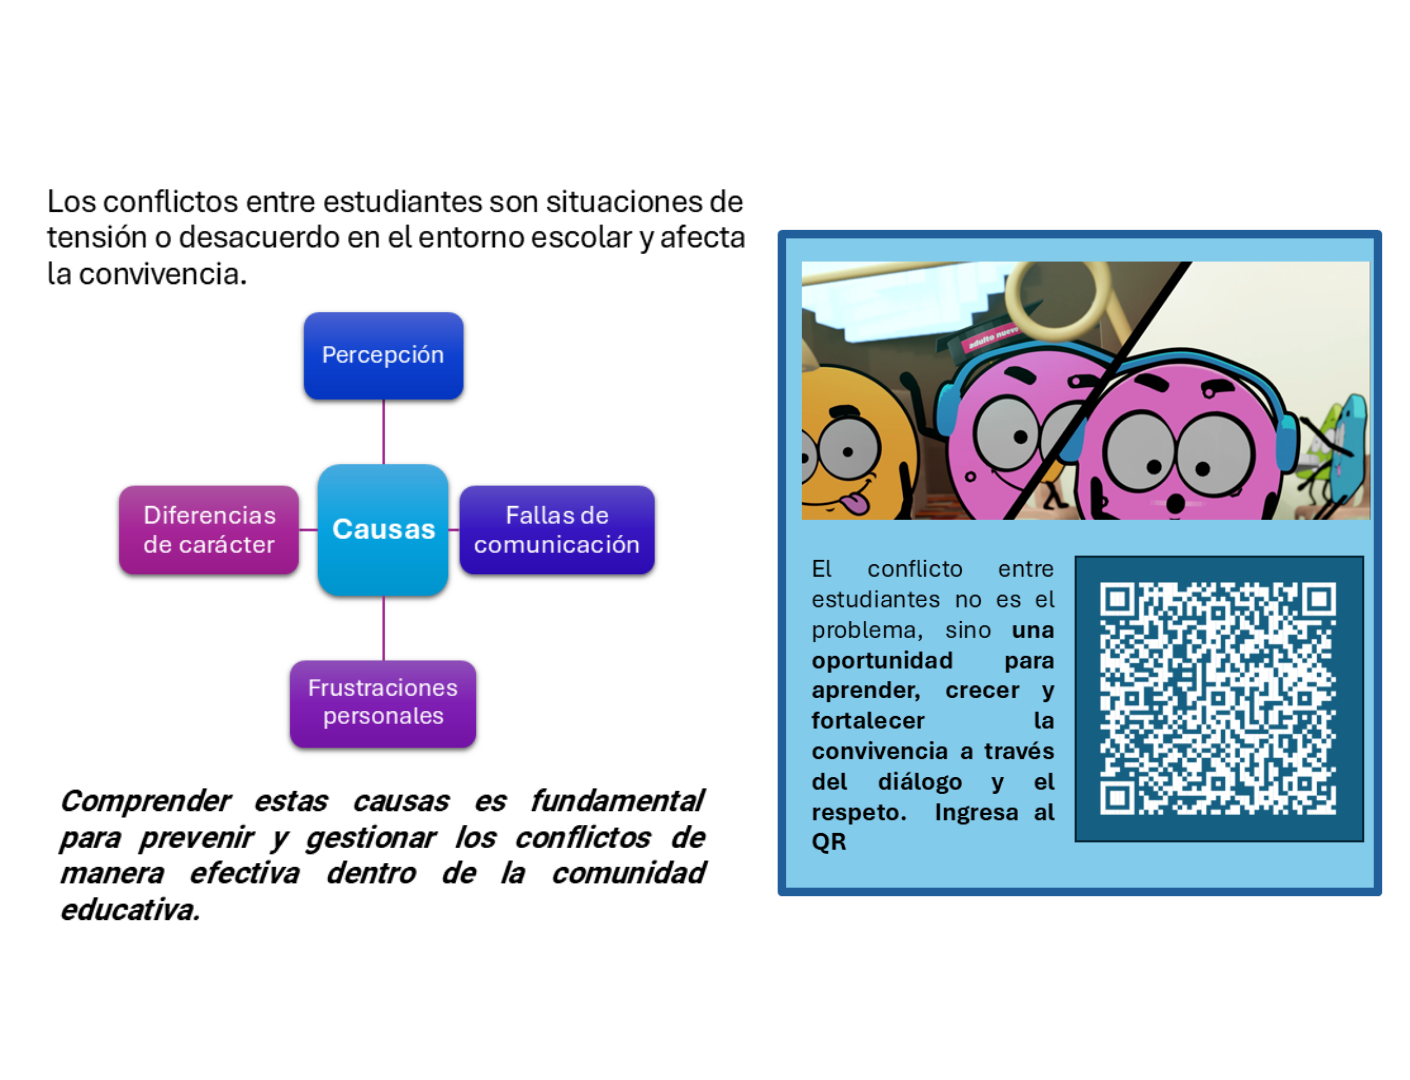 Los conflictos entre estudiantes son situaciones de
tensión o desacuerdo en el entorno escolar y afecta
la convivencia.
Percepción
Diferencias
de carácter
Causas
Fallas de
comunicación
Frustraciones
personales
Comprender estas causas es fundamental
para prevenir y gestionar los conflictos de
manera efectiva dentro de la comunidad
educativa.
adulto nuevo
El conflicto entre
estudiantes no es el
problema, sino una
oportunidad para
aprender, crecer y
fortalecer la
convivencia a través
del diálogo y el
respeto. Ingresa al
QR